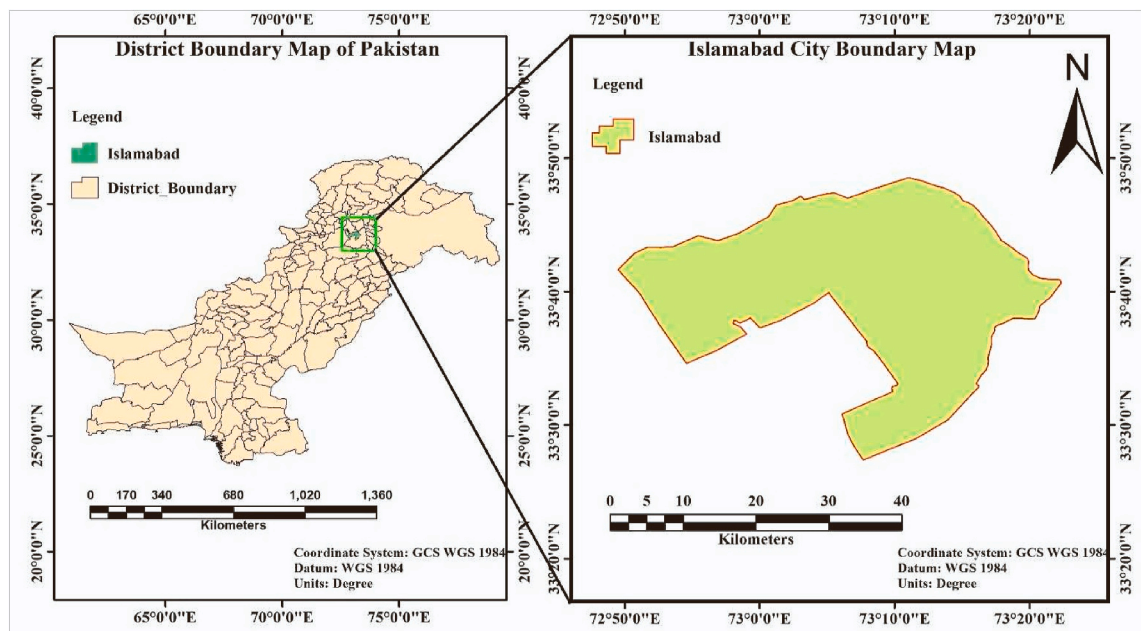 65°0'0"E 70°0'0"E 75°0'0"E
District Boundary Map of Pakistan
Legend
Islamabad
District_Boundary
40°0'0"N
35°0'0"N
30°0'0"N
25°0'0"N
20°0'0"N
40°0'0"N
35°0'0"N
30°0'0"N
25°0'0"N
20°0'0"N
0 170 340 680 1,020 1,360
Kilometers
Coordinate System: GCS WGS 1984
Datum: WGS 1984
Units: Degree
65°0'0"E 70°0'0"E 75°0'0"E
72°50'0"E 73°0'0"E 73°10'0"E 73°20'0"E
Islamabad City Boundary Map
N
Legend
Islamabad
33°50'0"N
33°40'0"N
33°30'0"N
33°20'0"N
33°50'0"N
33°40'0"N
33°30'0"N
33°20'0"N
0 5 10 20 30 40
Kilometers
Coordinate System: GCS WGS 1984
Datum: WGS 1984
Units: Degree
72°50'0"E 73°0'0"E 73°10'0"E 73°20'0"E